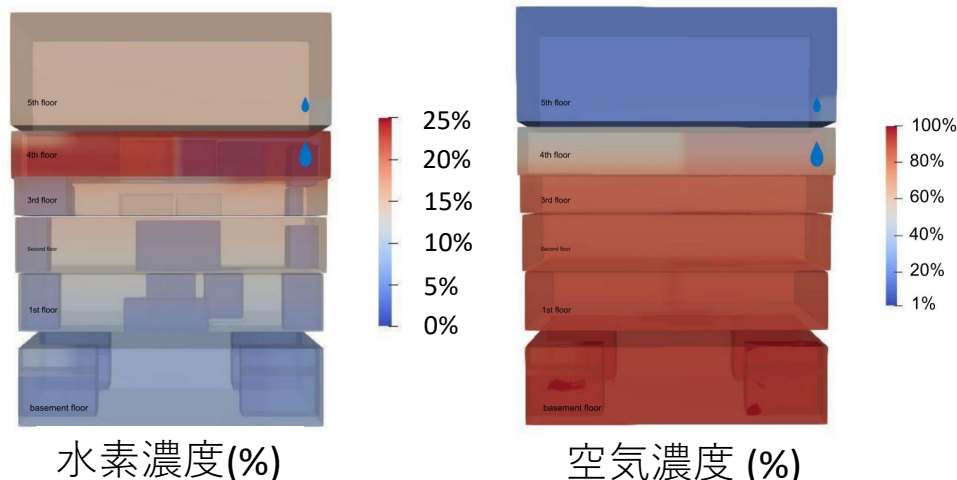 5th floor
4th floor
3rd floor
Second floor
1st floor
basement floor
25%
20%
15%
10%
5%
0%
水素濃度(%)
5th floor
4th floor
3rd floor
Second floor
1st floor
basement floor
100%
80%
60%
40%
20%
1%
空気濃度 (%)